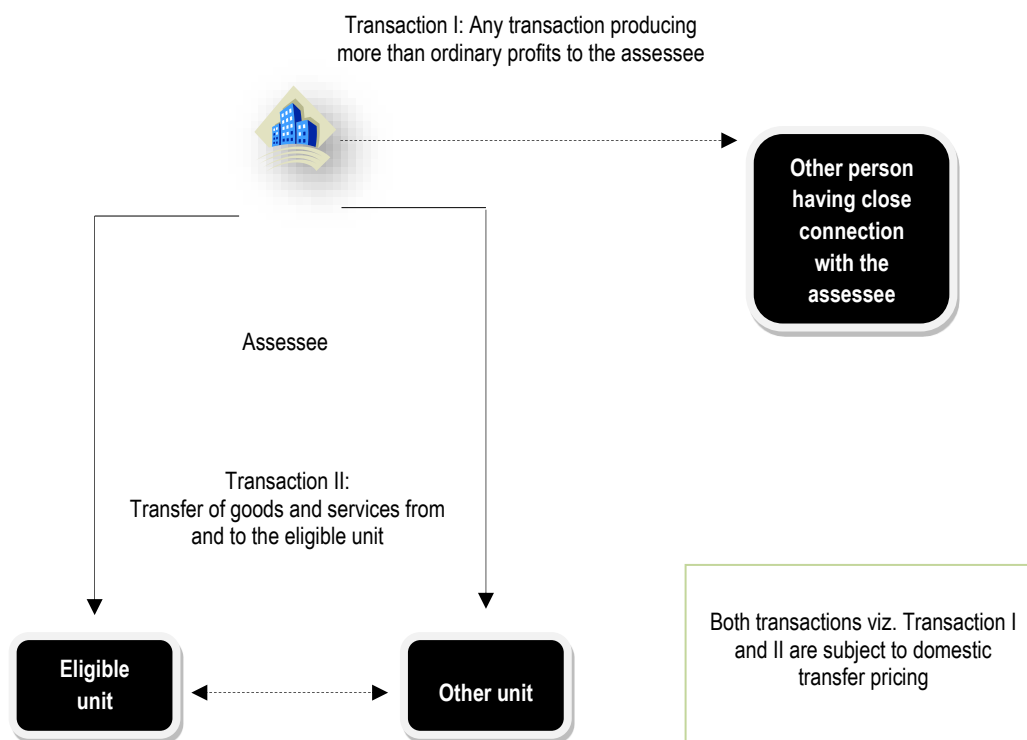 Transaction I: Any transaction producing
more than ordinary profits to the assessee
Other person
having close
connection
with the
assessee
Assessee
Transaction II:
Transfer of goods and services from
and to the eligible unit
Eligible
unit
Other unit
Both transactions viz. Transaction I
and II are subject to domestic
transfer pricing